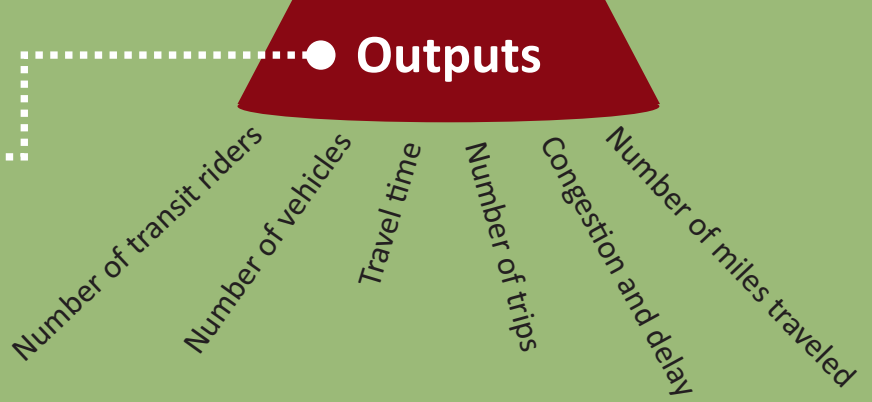 Outputs
Number of transit riders
Number of vehicles
Travel time
Number of trips
Congestion and delay
Number of miles traveled